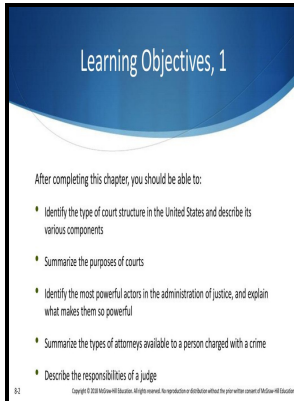 Learning Objectives, 1
After completing this chapter, you should be able to:
• Identify the type of court structure in the United States and describe its
various components
• Summarize the purposes of courts
• Identify the most powerful actors in the administration of justice, and explain
what makes them so powerful
• Summarize the types of attorneys available to a person charged with a crime
• Describe the responsibilities of a judge
8-2 Copyright © 2018 McGraw-Hill Education. All rights reserved. No reproduction or distribution without the prior written consent of McGraw-Hill Education